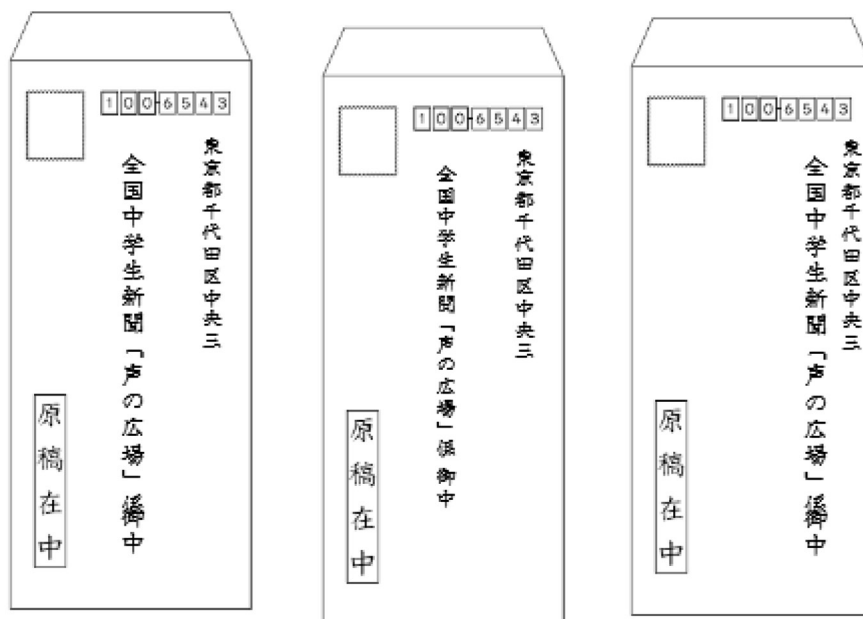 1006543
東京都千代田区中央三
全国中学生新聞「声の広場」係御中
原稿在中
1006543
東京都千代田区中央三
全国中学生新聞「声の広場」係 御中
原稿在中
1006543
東京都千代田区中央三
全国中学生新聞「声の広場」係御中
原稿在中